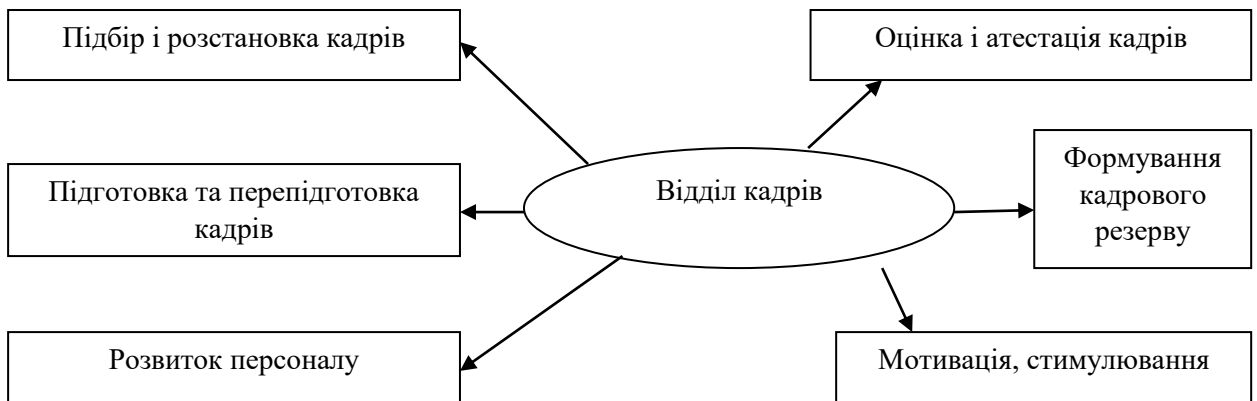 Підбір і розстановка кадрів
Оцінка і атестація кадрів
Підготовка та перепідготовка
кадрів
Відділ кадрів
Формування
кадрового
резерву
Розвиток персоналу
Мотивація, стимулювання